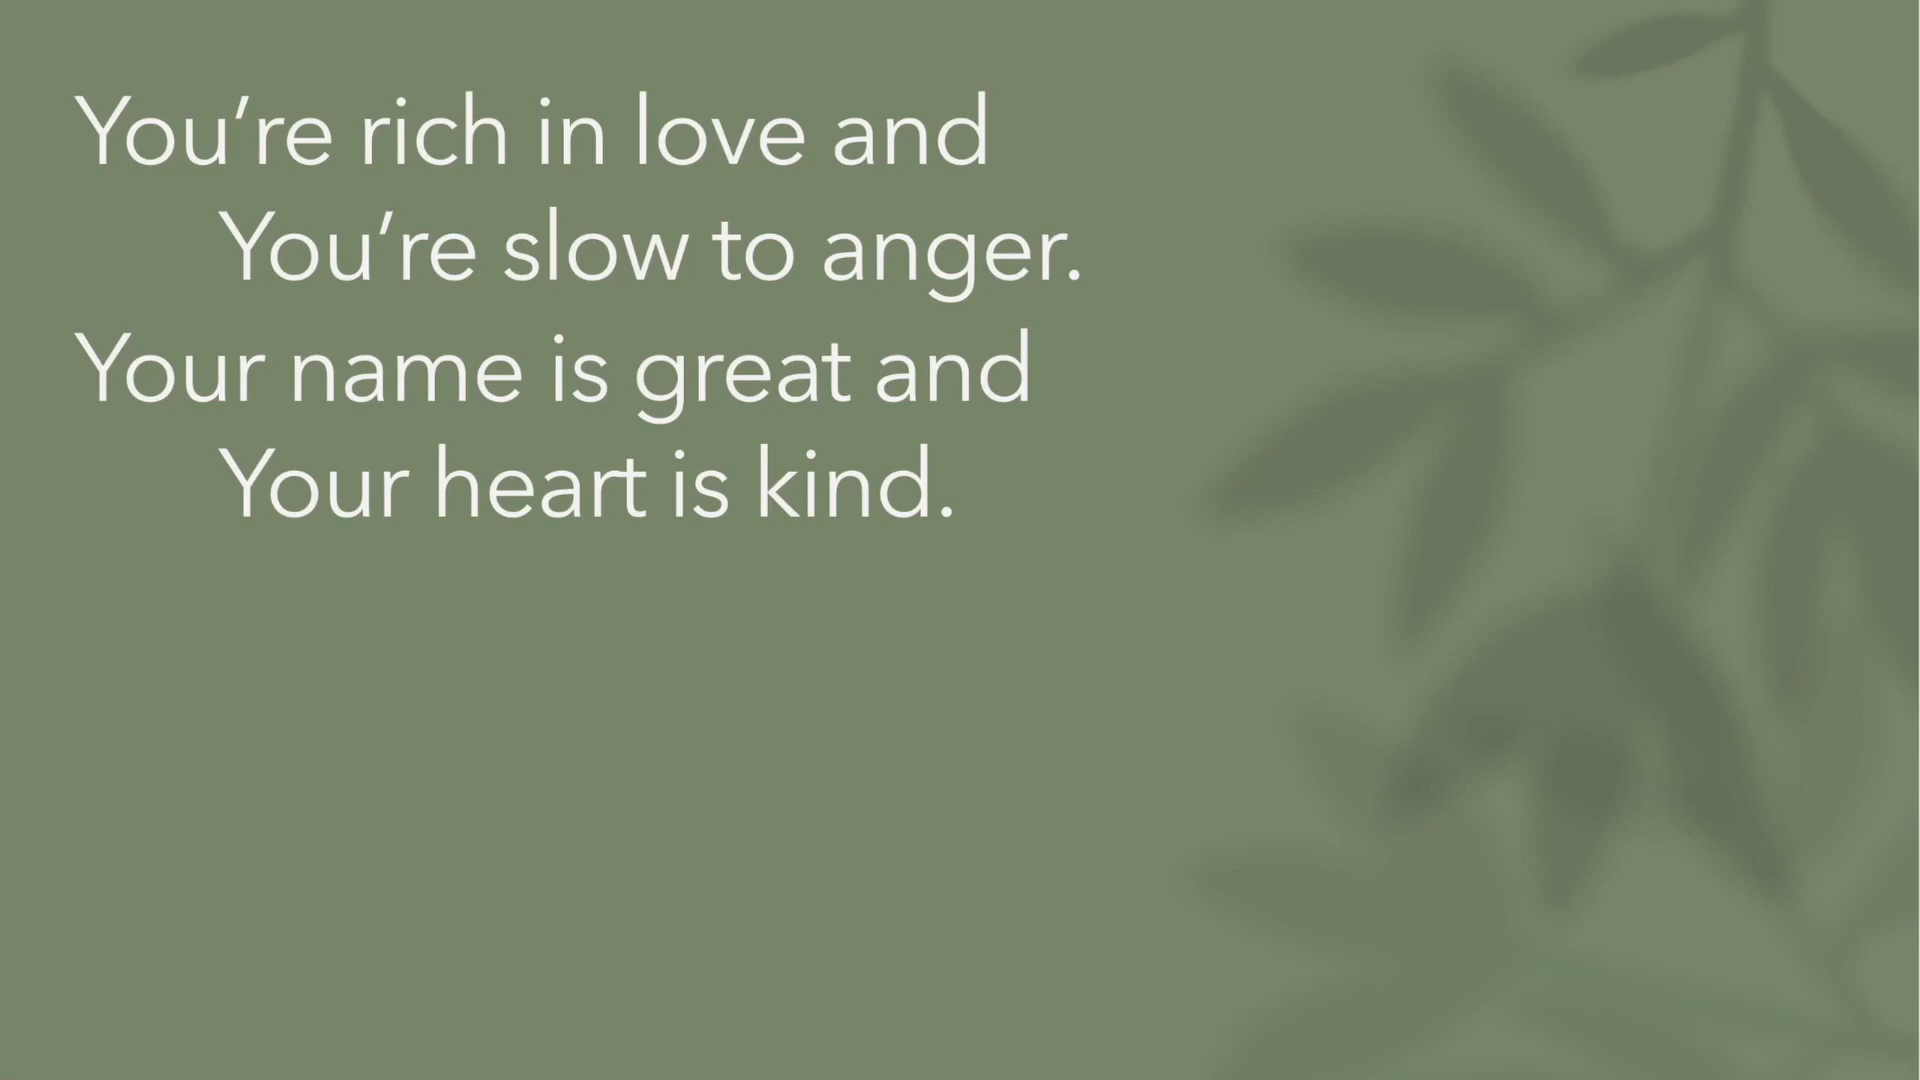 You’re rich in love and
You’re slow to anger.
Your name is great and
Your heart is kind.